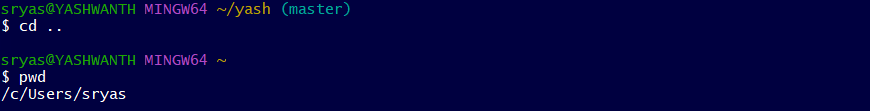 sryas@YASHWANTH MINGW64 ~/yash (master)
$ cd ..
sryas@YASHWANTH MINGW64 ~
$ pwd
/c/Users/sryas